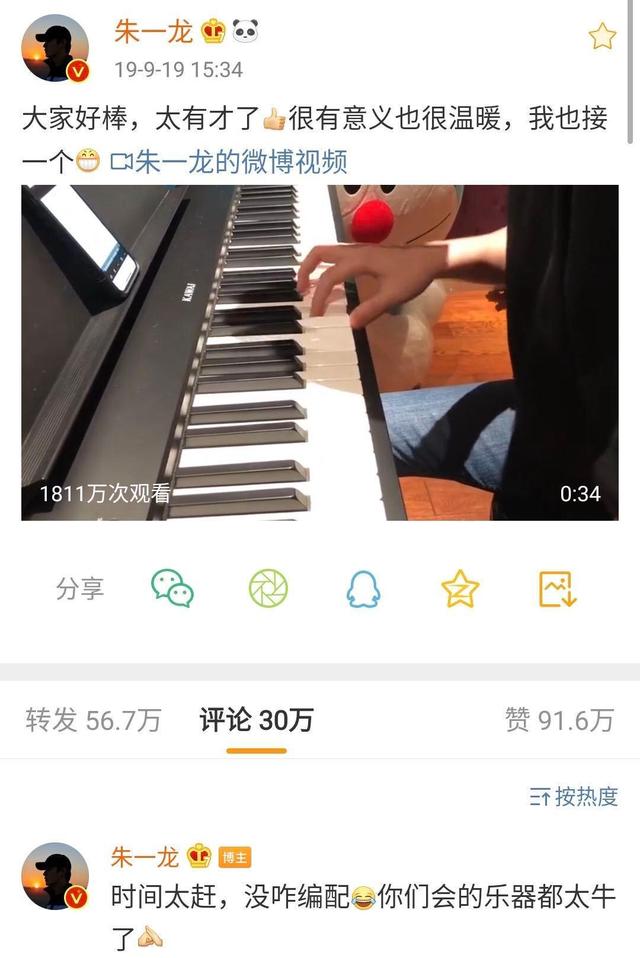 朱一龙
19-9-19 15:34
大家好棒，太有才了👍很有意义也很温暖，我也接
一个😁 朱一龙的微博视频
KAWAI
1811万次观看
0:34
分享
转发 56.7万 评论 30万 赞 91.6万
按热度
朱一龙 博主
时间太赶，没咋编配😂你们会的乐器都太牛
了